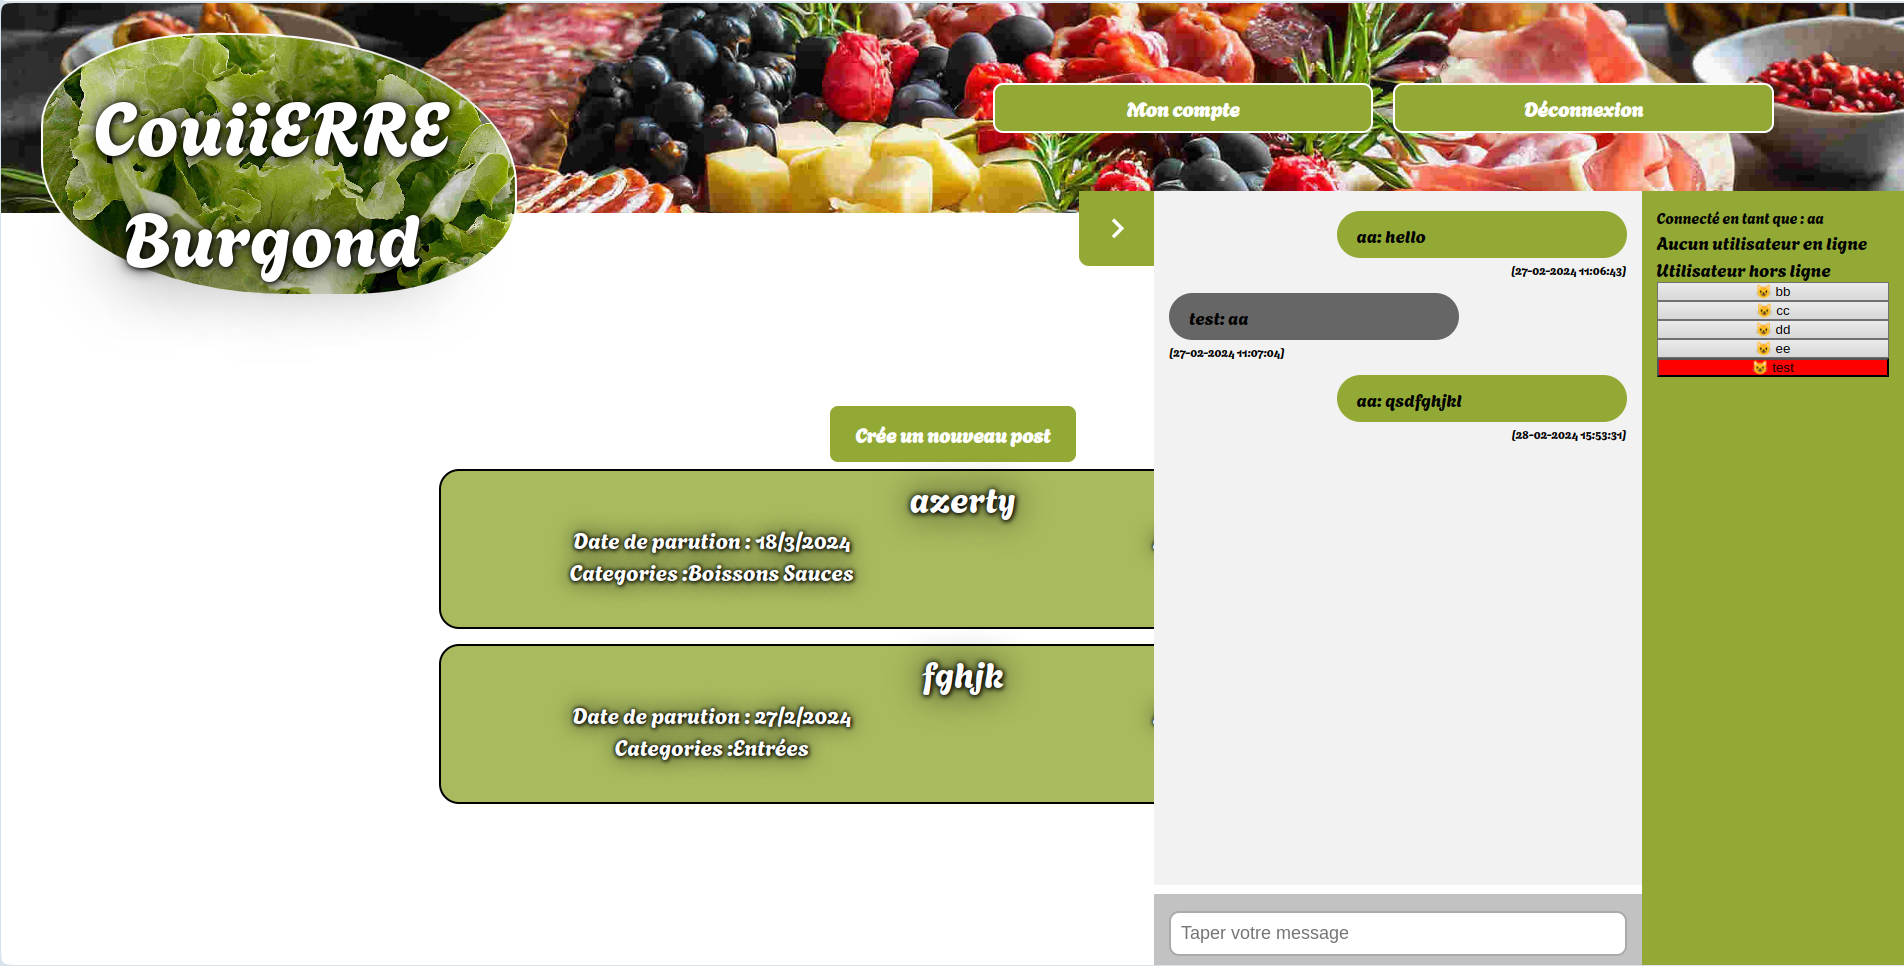 CouiiERRE
Burgond
Mon compte
Déconnexion
aa: hello
(27-02-2024 11:06:43)
test: aa
(27-02-2024 11:07:04)
aa: qsdfghjkl
(28-02-2024 15:53:31)
Taper votre message
Connecté en tant que : aa
Aucun utilisateur en ligne
Utilisateur hors ligne
😺 bb
😺 cc
😺 dd
😺 ee
😺 test
Crée un nouveau post
azerty
Date de parution : 18/3/2024
Categories :Boissons Sauces
fghjk
Date de parution : 27/2/2024
Categories :Entrées